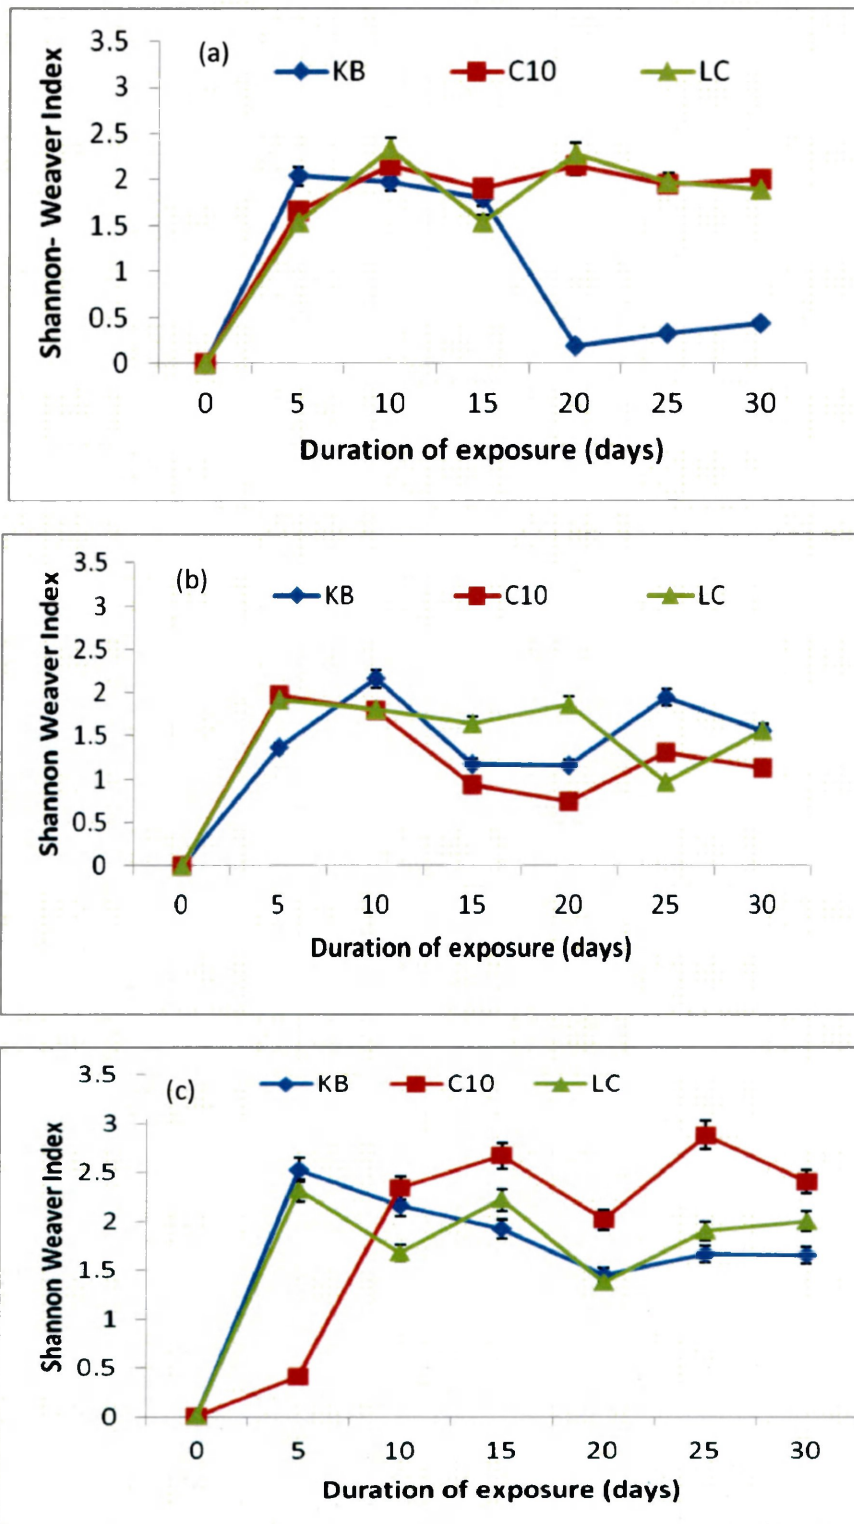 (a)
KB C10 LC
Shannon- Weaver Index
3.5
3
2.5
2
1.5
1
0.5
0
0 5 10 15 20 25 30
Duration of exposure (days)
(b)
KB C10 LC
Shannon Weaver Index
3.5
3
2.5
2
1.5
1
0.5
0
0 5 10 15 20 25 30
Duration of exposure (days)
(c)
KB C10 LC
Shannon Weaver Index
3.5
3
2.5
2
1.5
1
0.5
0
0 5 10 15 20 25 30
Duration of exposure (days)